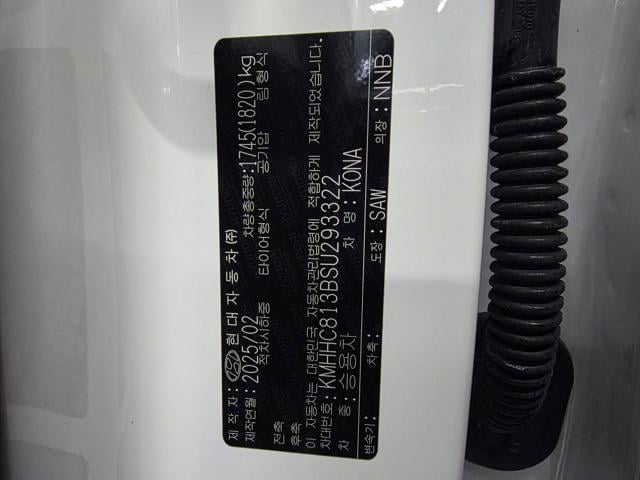 제 작 자 : HYUNDAI 현 대 자 동 차 (주)
제작연월 : 2025/02 차량총중량 : 1745(1820)kg
적차시하중 타이어형식 공기압 림형식
전축
후축
이 자동차는 대한민국 자동차관리법령에 적합하게 제작되었습니다.
차대번호 : KMHHC813BSU293322
차 종 : 승용차 차 명 : KONA
변속기 : 차축 : 도장 : SAW 의장 : NNB